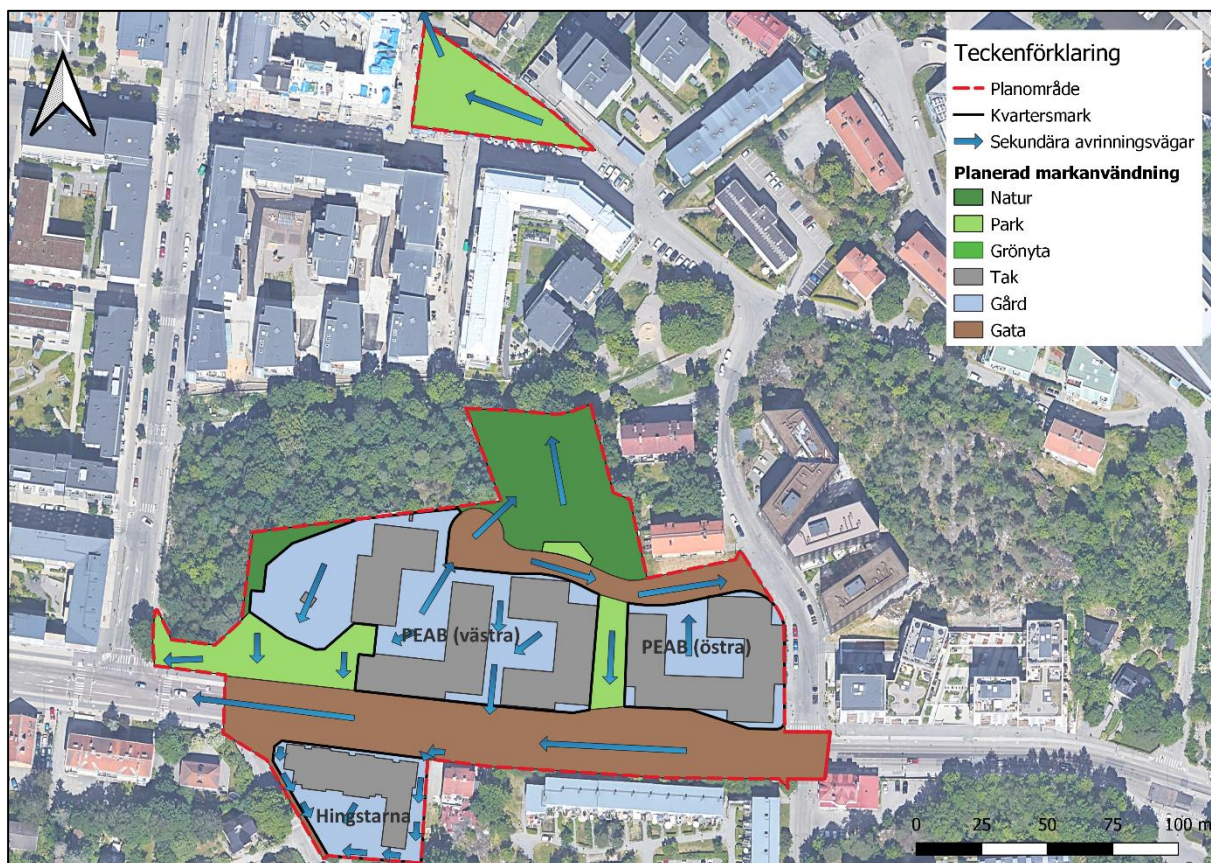 N
Teckenförklaring
Planområde
Kvartersmark
Sekundära avrinningsvägar
Planerad markanvändning
Natur
Park
Grönyta
Tak
Gård
Gata
PEAB (västra)
PEAB (östra)
Hingstarna
0 25 50 75 100 m